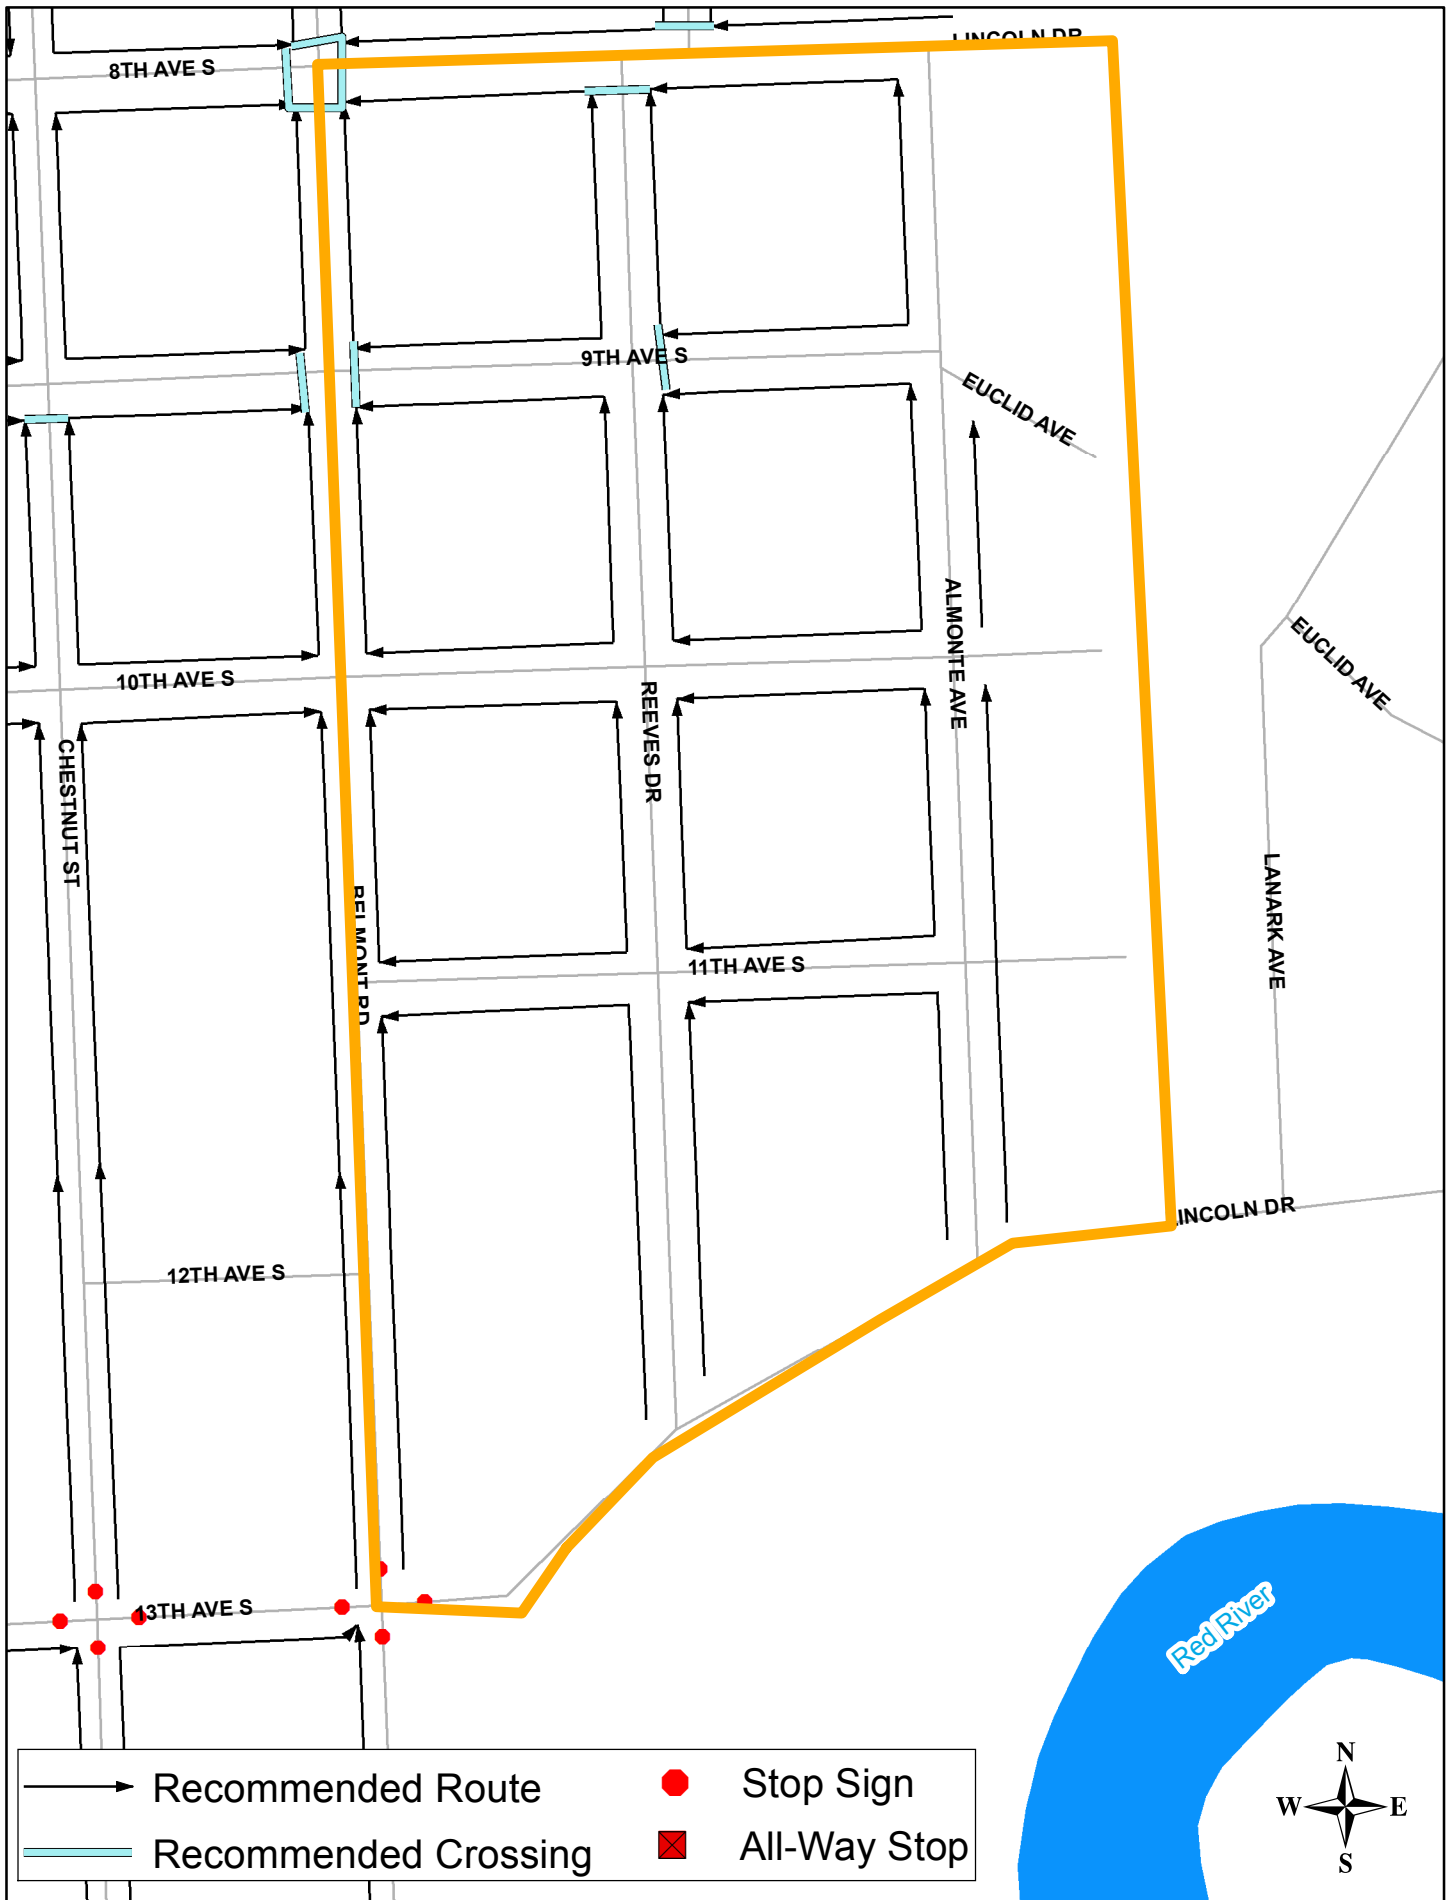 LINCOLN DR
8TH AVE S
9TH AVE S
EUCLID AVE
ALMONTE AVE
EUCLID AVE
10TH AVE S
REEVES DR
CHESTNUT ST
LANARK AVE
BELMONT RD
11TH AVE S
LINCOLN DR
12TH AVE S
13TH AVE S
Red River
Recommended Route
Stop Sign
Recommended Crossing
All-Way Stop
N
W E
S